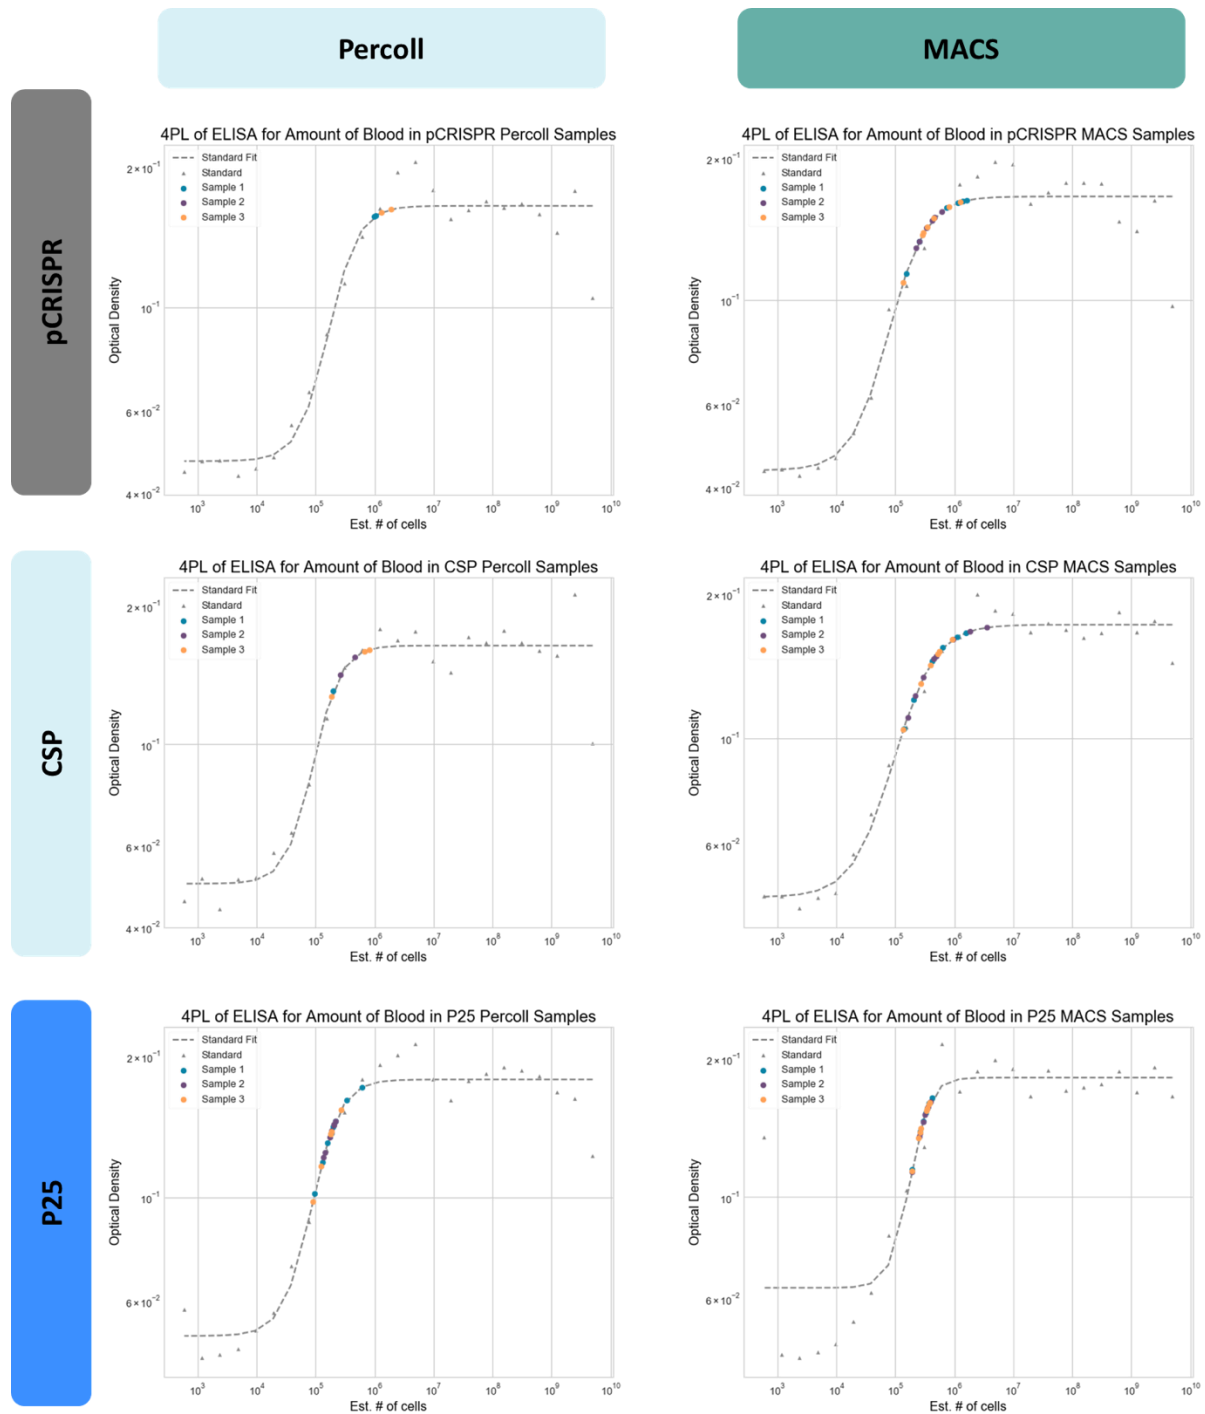 Percoll
MACS
pCRISPR
4PL of ELISA for Amount of Blood in pCRISPR Percoll Samples
Standard Fit
Standard
Sample 1
Sample 2
Sample 3
2 × 10⁻¹
10⁻¹
6 × 10⁻²
4 × 10⁻²
Optical Density
10³ 10⁴ 10⁵ 10⁶ 10⁷ 10⁸ 10⁹ 10¹⁰
Est. # of cells
4PL of ELISA for Amount of Blood in pCRISPR MACS Samples
Standard Fit
Standard
Sample 1
Sample 2
Sample 3
2 × 10⁻¹
10⁻¹
6 × 10⁻²
4 × 10⁻²
Optical Density
10³ 10⁴ 10⁵ 10⁶ 10⁷ 10⁸ 10⁹ 10¹⁰
Est. # of cells
CSP
4PL of ELISA for Amount of Blood in CSP Percoll Samples
Standard Fit
Standard
Sample 1
Sample 2
Sample 3
2 × 10⁻¹
10⁻¹
6 × 10⁻²
4 × 10⁻²
Optical Density
10³ 10⁴ 10⁵ 10⁶ 10⁷ 10⁸ 10⁹ 10¹⁰
Est. # of cells
4PL of ELISA for Amount of Blood in CSP MACS Samples
Standard Fit
Standard
Sample 1
Sample 2
Sample 3
2 × 10⁻¹
10⁻¹
6 × 10⁻²
Optical Density
10³ 10⁴ 10⁵ 10⁶ 10⁷ 10⁸ 10⁹ 10¹⁰
Est. # of cells
P25
4PL of ELISA for Amount of Blood in P25 Percoll Samples
Standard Fit
Standard
Sample 1
Sample 2
Sample 3
2 × 10⁻¹
10⁻¹
6 × 10⁻²
Optical Density
10³ 10⁴ 10⁵ 10⁶ 10⁷ 10⁸ 10⁹ 10¹⁰
Est. # of cells
4PL of ELISA for Amount of Blood in P25 MACS Samples
Standard Fit
Standard
Sample 1
Sample 2
Sample 3
2 × 10⁻¹
10⁻¹
6 × 10⁻²
Optical Density
10³ 10⁴ 10⁵ 10⁶ 10⁷ 10⁸ 10⁹ 10¹⁰
Est. # of cells